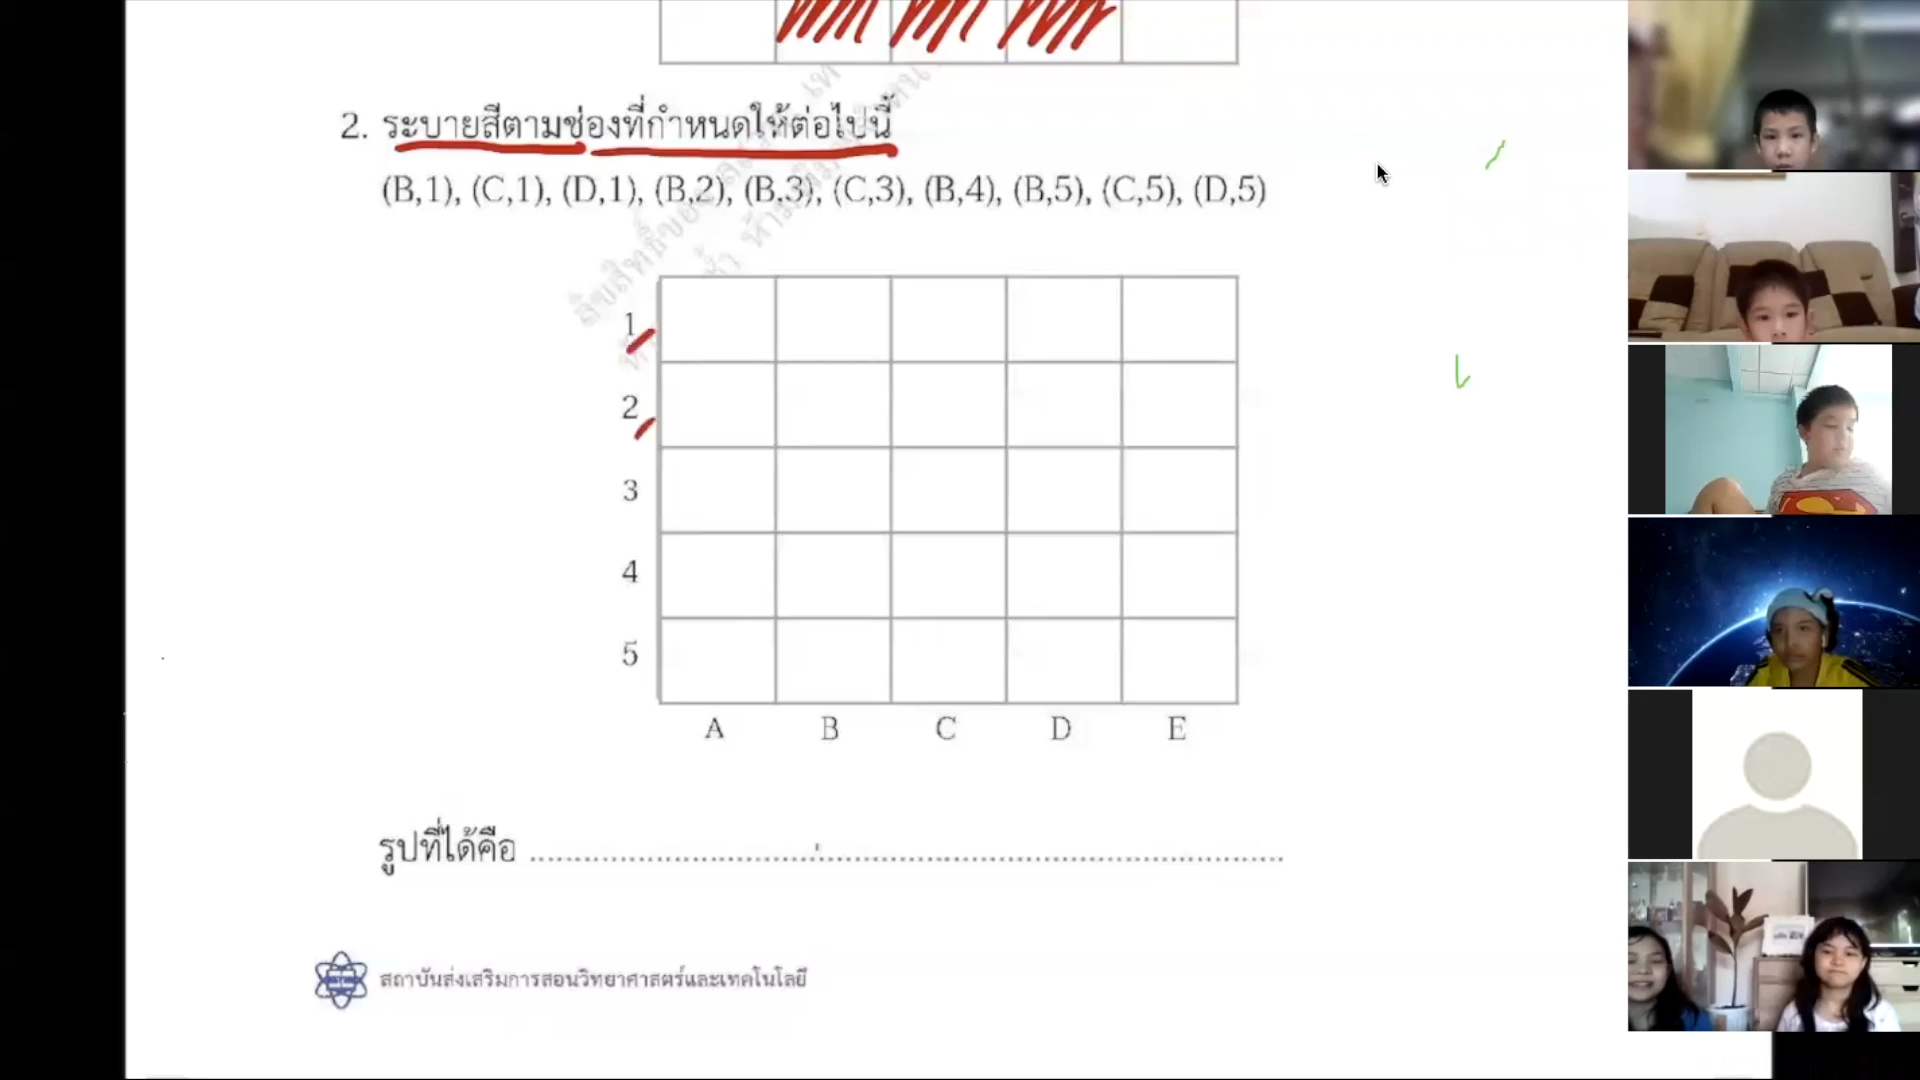 2. ระบายสีตามช่องที่กำหนดให้ต่อไปนี้
(B,1), (C,1), (D,1), (B,2), (B,3), (C,3), (B,4), (B,5), (C,5), (D,5)
1
2
3
4
5
A B C D E
รูปที่ได้คือ
สถาบันส่งเสริมการสอนวิทยาศาสตร์และเทคโนโลยี